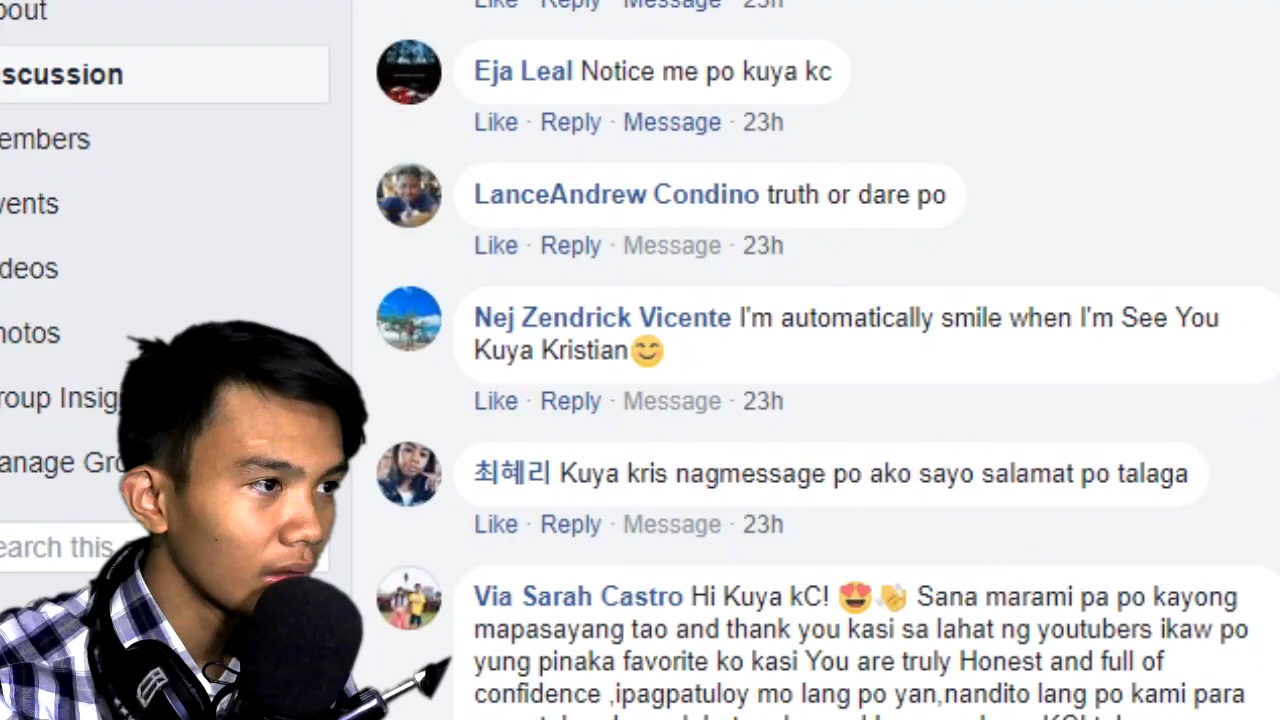 bout
Like · Reply · Message · 23h
scussion
Eja Leal Notice me po kuya kc
Like · Reply · Message · 23h
embers
LanceAndrew Condino truth or dare po
vents
Like · Reply · Message · 23h
deos
Nej Zendrick Vicente I'm automatically smile when I'm See You
Kuya Kristian😊
hotos
Like · Reply · Message · 23h
roup Insig
anage Gro
최혜리 Kuya kris nagmessage po ako sayo salamat po talaga
Like · Reply · Message · 23h
earch this
Via Sarah Castro Hi Kuya kC! 😍👏 Sana marami pa po kayong
mapasayang tao and thank you kasi sa lahat ng youtubers ikaw po
yung pinaka favorite ko kasi You are truly Honest and full of
confidence ,ipagpatuloy mo lang po yan,nandito lang po kami para